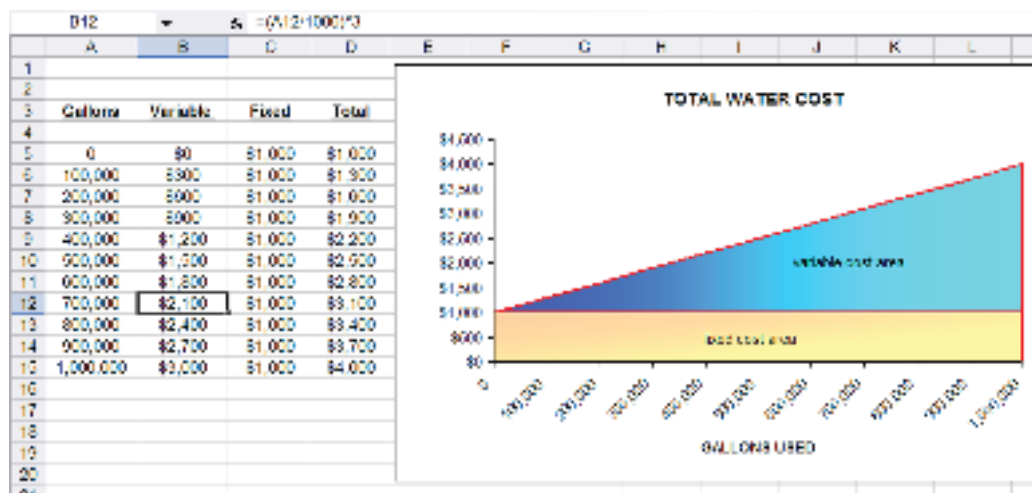 B12 =(A12/1000)*3
A B C D E F G H I J K L
1
2
3 Gallons Variable Fixed Total
4
5 0 $0 $1,000 $1,000
6 100,000 $300 $1,000 $1,300
7 200,000 $600 $1,000 $1,600
8 300,000 $900 $1,000 $1,900
9 400,000 $1,200 $1,000 $2,200
10 500,000 $1,500 $1,000 $2,500
11 600,000 $1,800 $1,000 $2,800
12 700,000 $2,100 $1,000 $3,100
13 800,000 $2,400 $1,000 $3,400
14 900,000 $2,700 $1,000 $3,700
15 1,000,000 $3,000 $1,000 $4,000
16
17
18
19
20
21
TOTAL WATER COST
$4,500
$4,000
$3,500
$3,000
$2,500
$2,000
$1,500
$1,000
$500
$0
variable cost area
fixed cost area
0 100,000 200,000 300,000 400,000 500,000 600,000 700,000 800,000 900,000 1,000,000
GALLONS USED